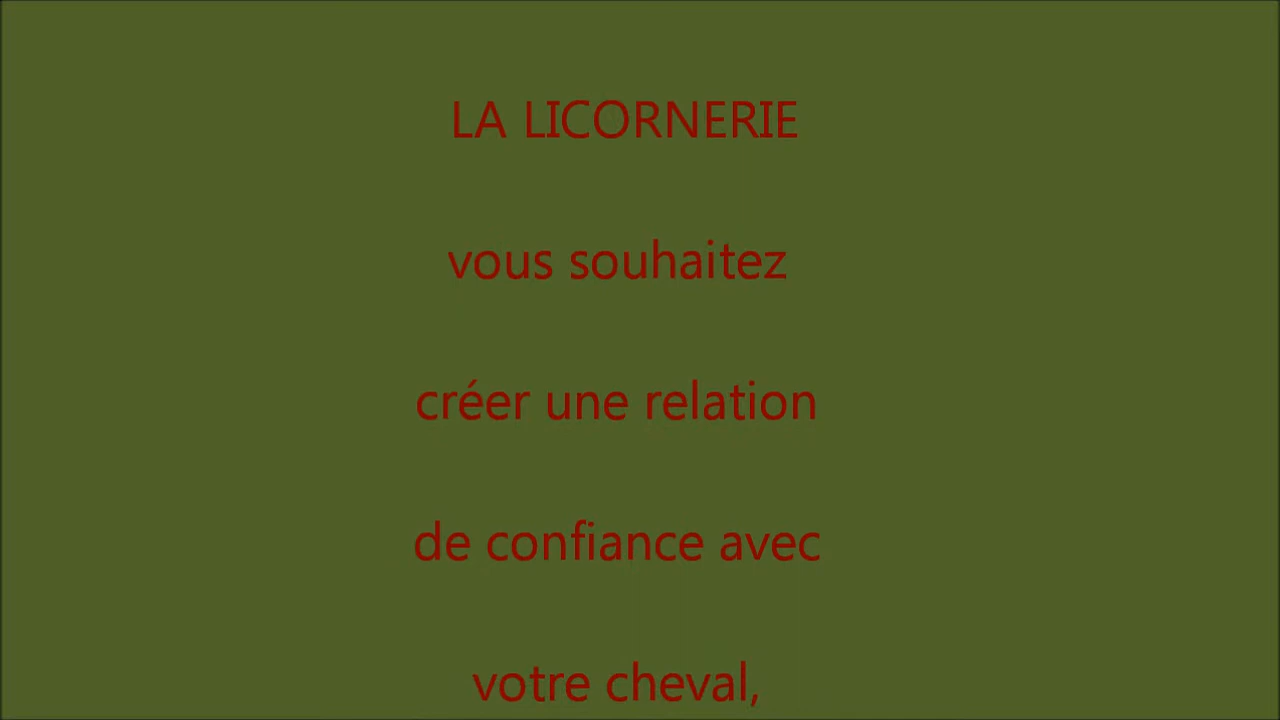 LA LICORNERIE
vous souhaitez
créer une relation
de confiance avec
votre cheval,